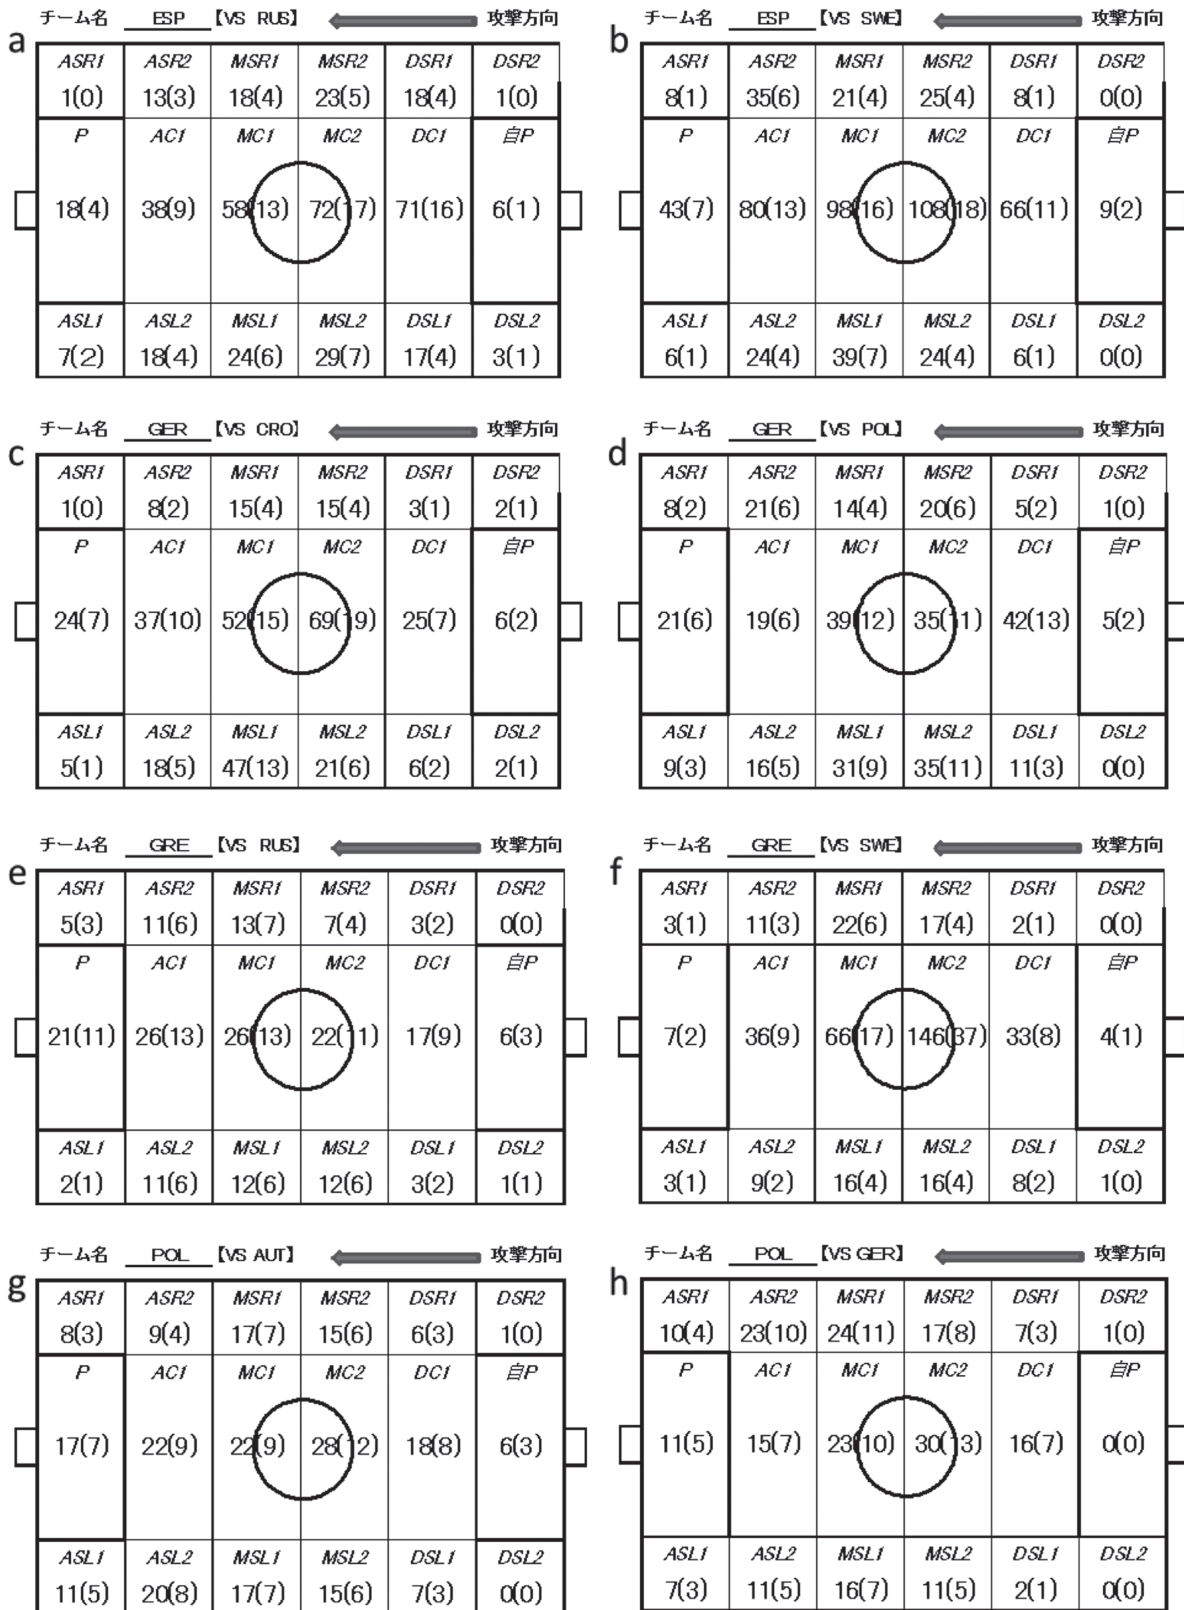 チーム名 ESP 【VS RUS】 攻撃方向
a
ASR1 ASR2 MSR1 MSR2 DSR1 DSR2
1(0) 13(3) 18(4) 23(5) 18(4) 1(0)
P AC1 MC1 MC2 DC1 自P
18(4) 38(9) 58(13) 72(17) 71(16) 6(1)
ASL1 ASL2 MSL1 MSL2 DSL1 DSL2
7(2) 18(4) 24(6) 29(7) 17(4) 3(1)
チーム名 ESP 【VS SWE】 攻撃方向
b
ASR1 ASR2 MSR1 MSR2 DSR1 DSR2
8(1) 35(6) 21(4) 25(4) 8(1) 0(0)
P AC1 MC1 MC2 DC1 自P
43(7) 80(13) 98(16) 108(18) 66(11) 9(2)
ASL1 ASL2 MSL1 MSL2 DSL1 DSL2
6(1) 24(4) 39(7) 24(4) 6(1) 0(0)
チーム名 GER 【VS CRO】 攻撃方向
c
ASR1 ASR2 MSR1 MSR2 DSR1 DSR2
1(0) 8(2) 15(4) 15(4) 3(1) 2(1)
P AC1 MC1 MC2 DC1 自P
24(7) 37(10) 52(15) 69(19) 25(7) 6(2)
ASL1 ASL2 MSL1 MSL2 DSL1 DSL2
5(1) 18(5) 47(13) 21(6) 6(2) 2(1)
チーム名 GER 【VS POL】 攻撃方向
d
ASR1 ASR2 MSR1 MSR2 DSR1 DSR2
8(2) 21(6) 14(4) 20(6) 5(2) 1(0)
P AC1 MC1 MC2 DC1 自P
21(6) 19(6) 39(12) 35(11) 42(13) 5(2)
ASL1 ASL2 MSL1 MSL2 DSL1 DSL2
9(3) 16(5) 31(9) 35(11) 11(3) 0(0)
チーム名 GRE 【VS RUS】 攻撃方向
e
ASR1 ASR2 MSR1 MSR2 DSR1 DSR2
5(3) 11(6) 13(7) 7(4) 3(2) 0(0)
P AC1 MC1 MC2 DC1 自P
21(11) 26(13) 26(13) 22(11) 17(9) 6(3)
ASL1 ASL2 MSL1 MSL2 DSL1 DSL2
2(1) 11(6) 12(6) 12(6) 3(2) 1(1)
チーム名 GRE 【VS SWE】 攻撃方向
f
ASR1 ASR2 MSR1 MSR2 DSR1 DSR2
3(1) 11(3) 22(6) 17(4) 2(1) 0(0)
P AC1 MC1 MC2 DC1 自P
7(2) 36(9) 66(17) 146(37) 33(8) 4(1)
ASL1 ASL2 MSL1 MSL2 DSL1 DSL2
3(1) 9(2) 16(4) 16(4) 8(2) 1(0)
チーム名 POL 【VS AUT】 攻撃方向
g
ASR1 ASR2 MSR1 MSR2 DSR1 DSR2
8(3) 9(4) 17(7) 15(6) 6(3) 1(0)
P AC1 MC1 MC2 DC1 自P
17(7) 22(9) 22(9) 28(12) 18(8) 6(3)
ASL1 ASL2 MSL1 MSL2 DSL1 DSL2
11(5) 20(8) 17(7) 15(6) 7(3) 0(0)
チーム名 POL 【VS GER】 攻撃方向
h
ASR1 ASR2 MSR1 MSR2 DSR1 DSR2
10(4) 23(10) 24(11) 17(8) 7(3) 1(0)
P AC1 MC1 MC2 DC1 自P
11(5) 15(7) 23(10) 30(13) 16(7) 0(0)
ASL1 ASL2 MSL1 MSL2 DSL1 DSL2
7(3) 11(5) 16(7) 11(5) 2(1) 0(0)